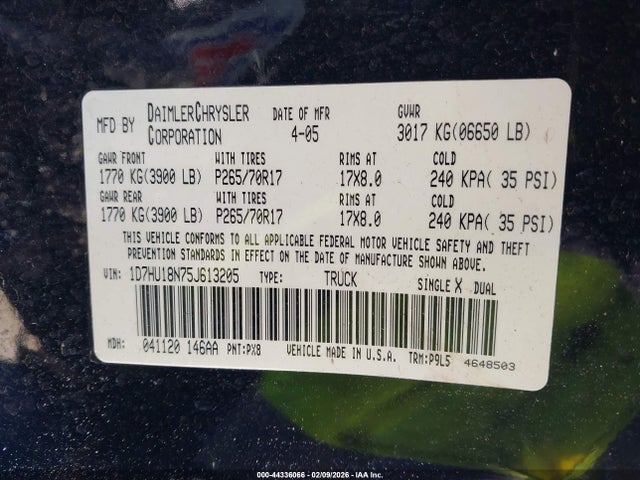 MFD BY DAIMLERCHRYSLER CORPORATION DATE OF MFR 4-05 GVWR 3017 KG(06650 LB)
GAWR FRONT WITH TIRES RIMS AT COLD
1770 KG(3900 LB) P265/70R17 17X8.0 240 KPA( 35 PSI)
GAWR REAR WITH TIRES RIMS AT COLD
1770 KG(3900 LB) P265/70R17 17X8.0 240 KPA( 35 PSI)
THIS VEHICLE CONFORMS TO ALL APPLICABLE FEDERAL MOTOR VEHICLE SAFETY AND THEFT
PREVENTION STANDARDS IN EFFECT ON THE DATE OF MANUFACTURE SHOWN ABOVE.
VIN: 1D7HU18N75J613205 TYPE: TRUCK SINGLE X DUAL
MDH: 041120 146AA PNT:PX8 VEHICLE MADE IN U.S.A. TRM:P9L5 4648503
000-44336066 - 02/09/2026 - IAA, Inc.